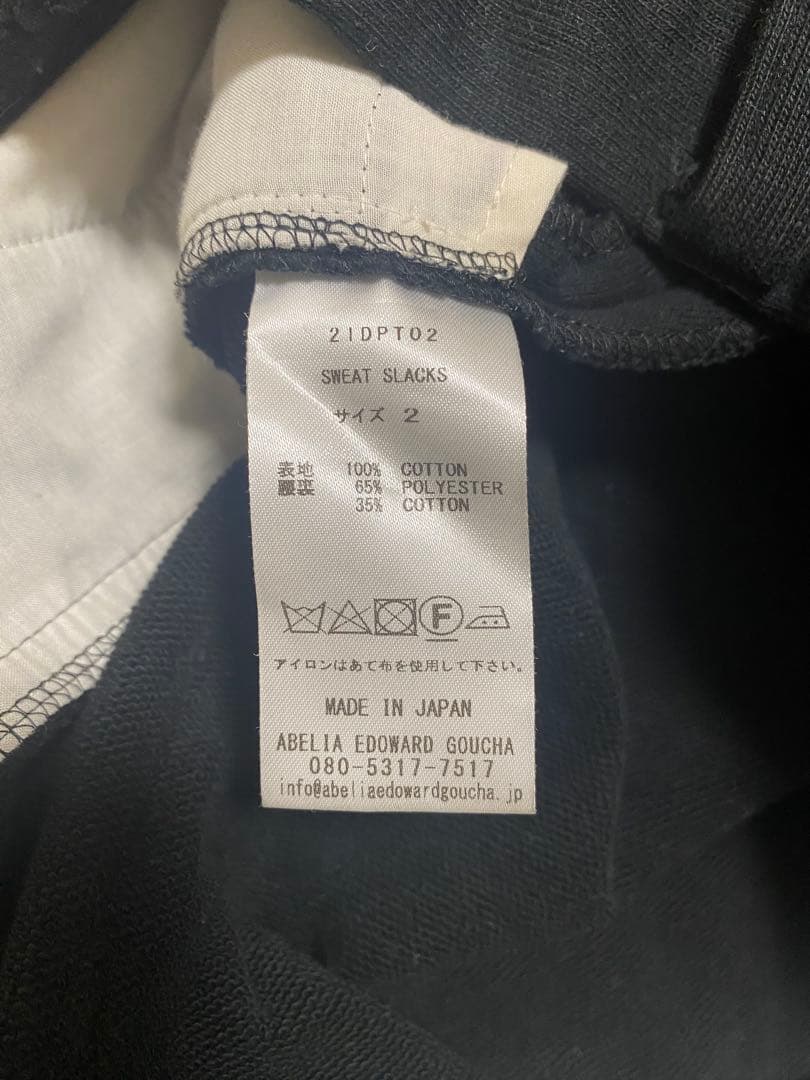 21DPT02
SWEAT SLACKS
サイズ 2
表地 100% COTTON
腰裏 65% POLYESTER
35% COTTON
F
アイロンはあて布を使用して下さい。
MADE IN JAPAN
ABELIA EDOWARD GOUCHA
080-5317-7517
info@abeliaedowardgoucha.jp